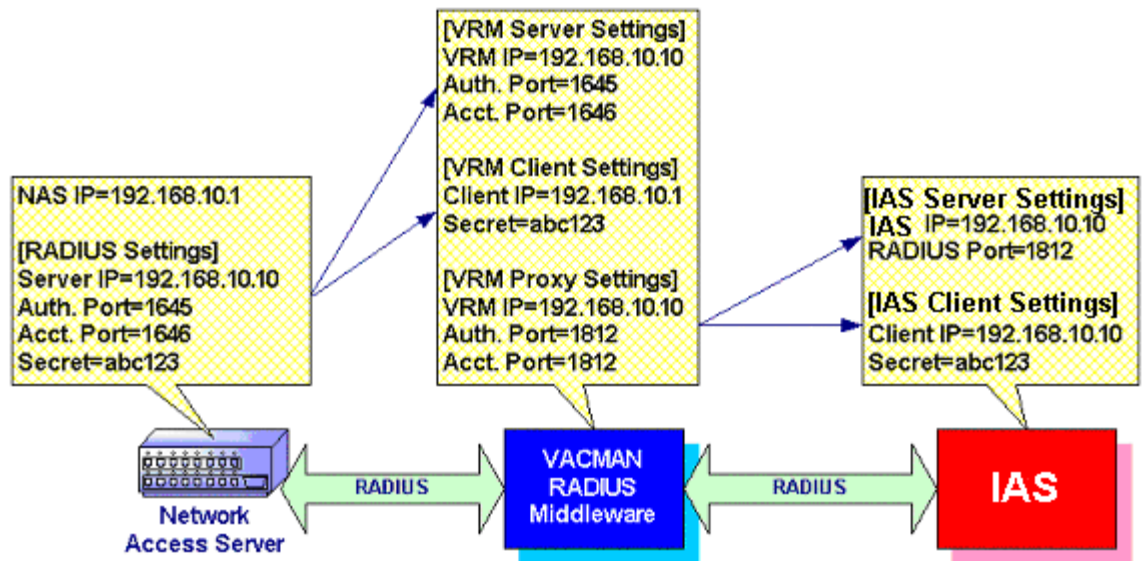 [VRM Server Settings]
VRM IP=192.168.10.10
Auth. Port=1645
Acct. Port=1646
[VRM Client Settings]
Client IP=192.168.10.1
Secret=abc123
[VRM Proxy Settings]
VRM IP=192.168.10.10
Auth. Port=1812
Acct. Port=1812
NAS IP=192.168.10.1
[RADIUS Settings]
Server IP=192.168.10.10
Auth. Port=1645
Acct. Port=1646
Secret=abc123
[IAS Server Settings]
IAS IP=192.168.10.10
RADIUS Port=1812
[IAS Client Settings]
Client IP=192.168.10.10
Secret=abc123
Network
Access Server
RADIUS
VACMAN
RADIUS
Middleware
RADIUS
IAS